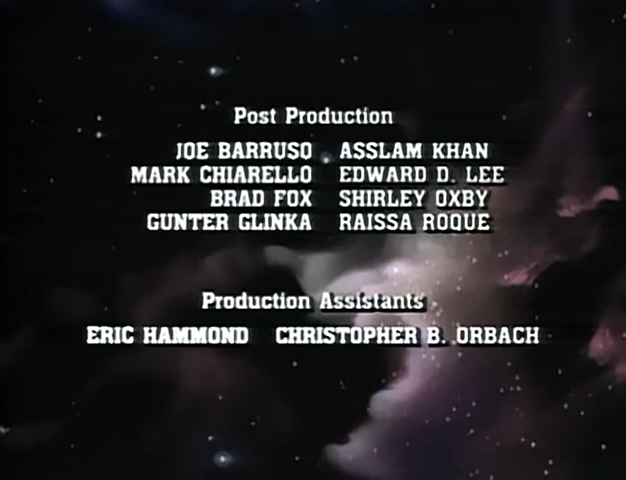 Post Production
JOE BARRUSO ASSLAM KHAN
MARK CHIARELLO EDWARD D. LEE
BRAD FOX SHIRLEY OXBY
GUNTER GLINKA RAISSA ROQUE
Production Assistants
ERIC HAMMOND CHRISTOPHER B. ORBACH